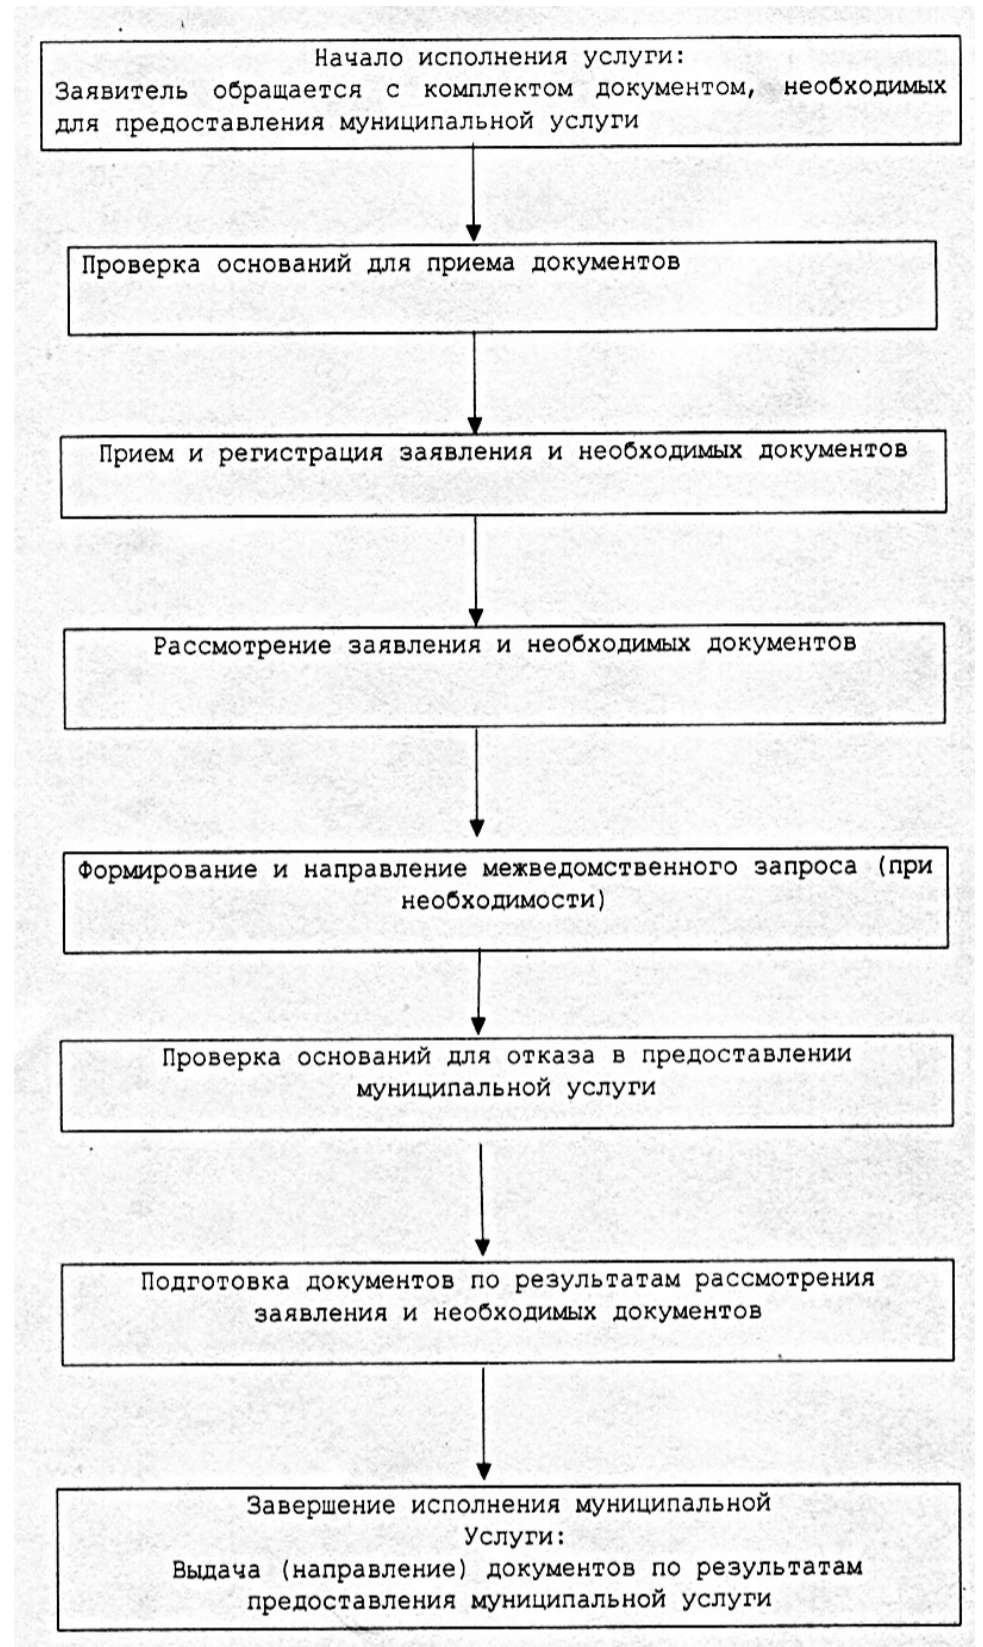 Начало исполнения услуги:
Заявитель обращается с комплектом документом, необходимых
для предоставления муниципальной услуги
Проверка оснований для приема документов
Прием и регистрация заявления и необходимых документов
Рассмотрение заявления и необходимых документов
Формирование и направление межведомственного запроса (при
необходимости)
Проверка оснований для отказа в предоставлении
муниципальной услуги
Подготовка документов по результатам рассмотрения
заявления и необходимых документов
Завершение исполнения муниципальной
Услуги:
Выдача (направление) документов по результатам
предоставления муниципальной услуги